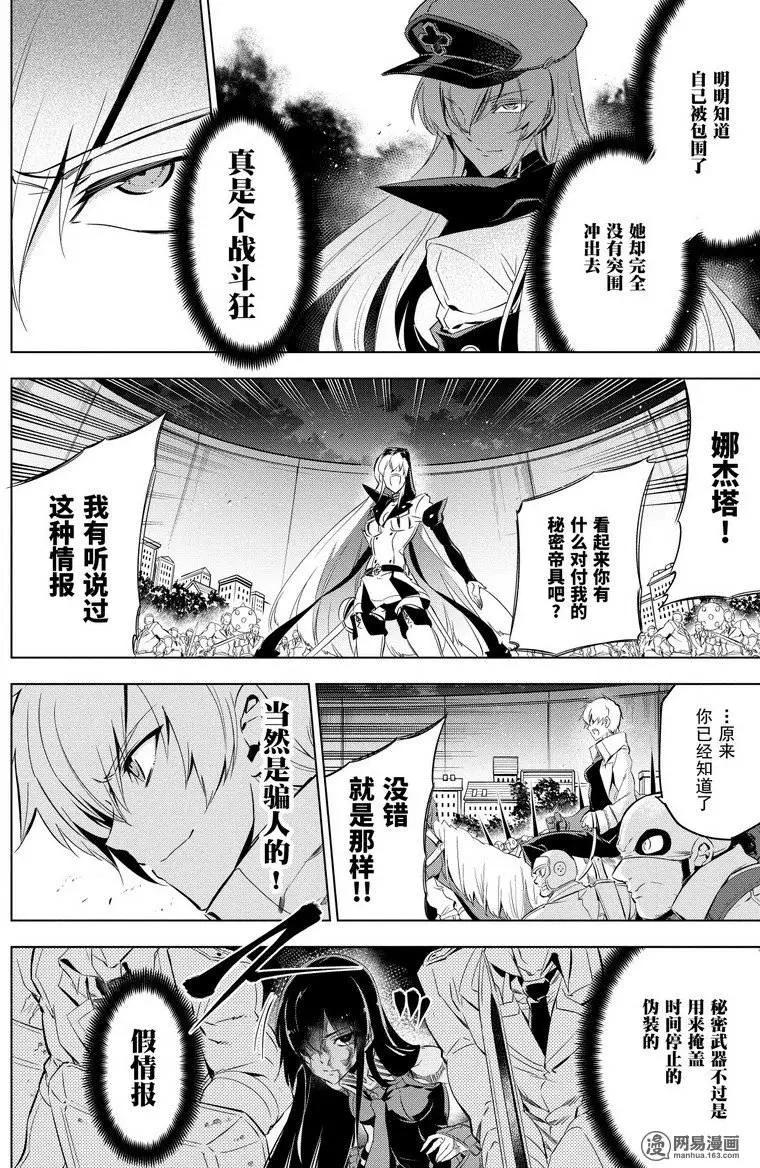 明明知道
自己被包围了
她却完全
没有突围
冲出去
真是个战斗狂
娜杰塔！
看起来你有
什么对付我的
秘密帝具吧？
我有听说过
这种情报
…原来
你已经知道了
没错
就是那样!!
当然是骗人的！
秘密武器不过是
用来掩盖
时间停止的
伪装的
假情报
漫 网易漫画
manhua.163.com